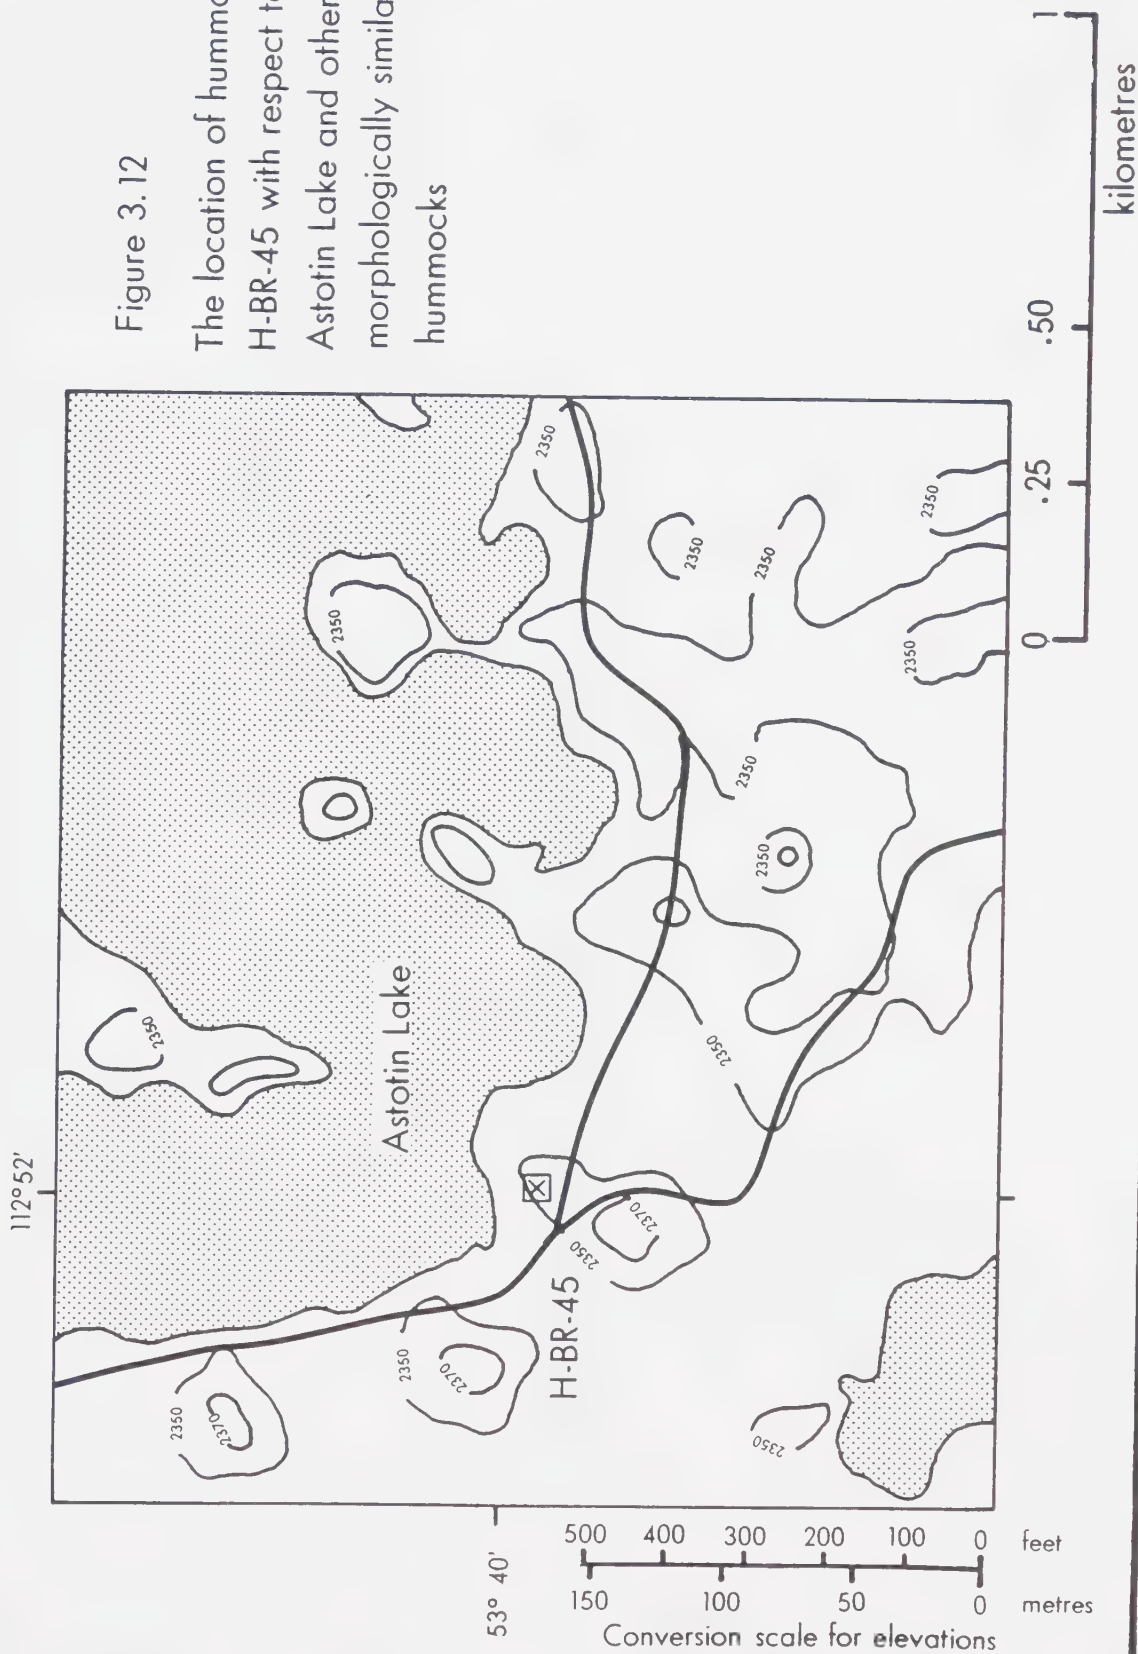 Figure 3.12
The location of
H-BR-45 with respect
Astotin Lake and other
morphologically
hummocks
112°52'
53° 40'
Astotin Lake
H-BR-45
2350
2370
2350
2370
2350
2370
2350
2350
2350
2350
2350
2350
2350
2350
2350
2350
2350
2350
0 .25 .50 1
kilometres
500 400 300 200 100 0 feet
150 100 50 0 metres
Conversion scale for elevations